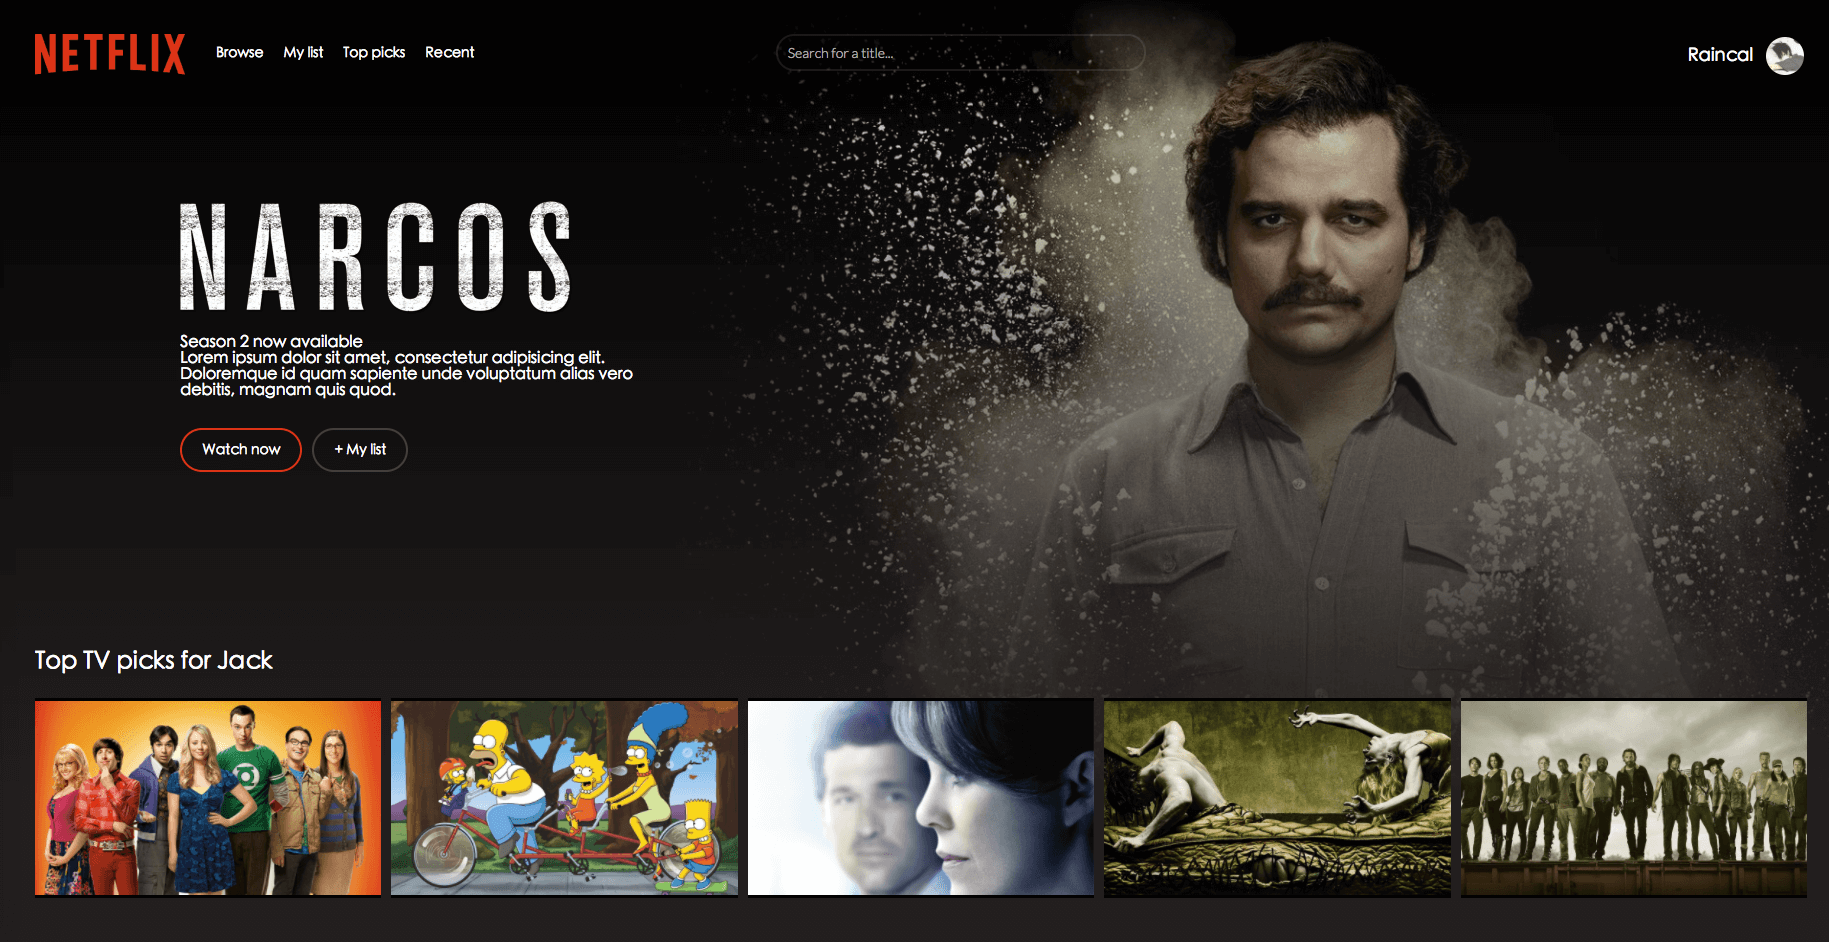 NETFLIX
Browse
My list
Top picks
Recent
Search for a title...
Raincal
NARCOS
Season 2 now available
Lorem ipsum dolor sit amet, consectetur adipisicing elit.
Doloremque id quam sapiente unde voluptatum alias vero
debitis, magnam quis quod.
Watch now
+ My list
Top TV picks for Jack